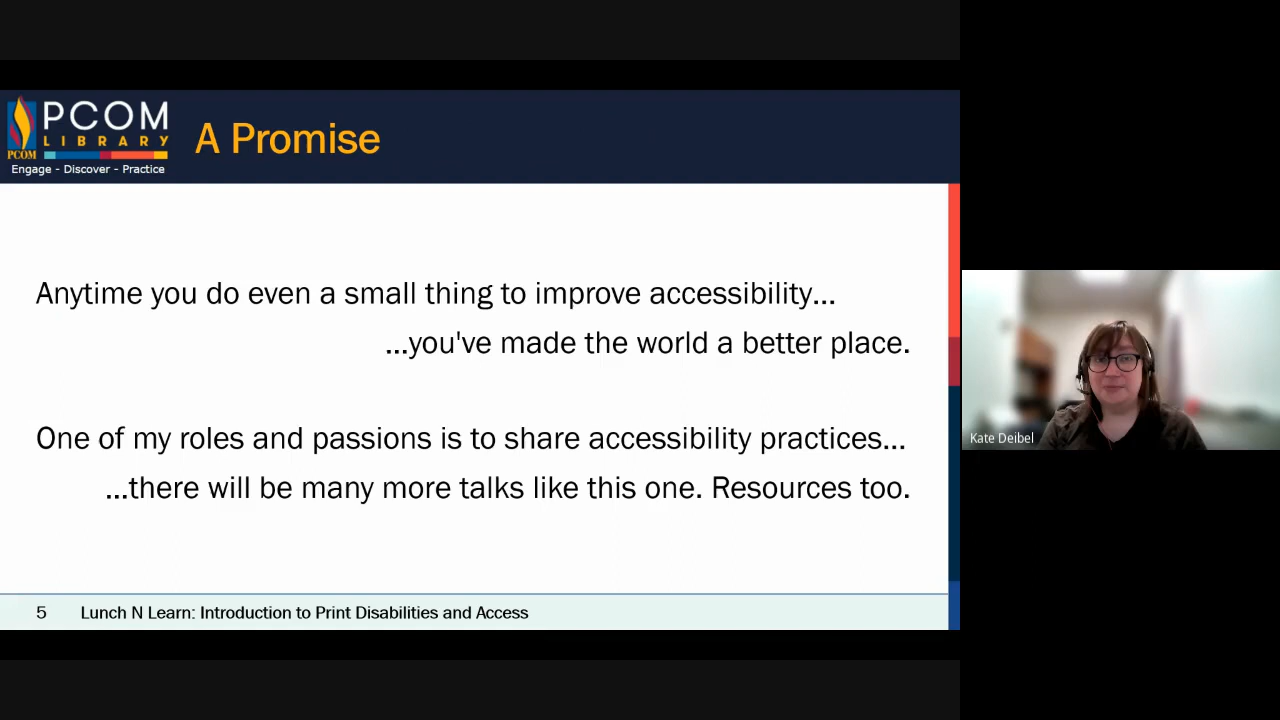 PCOM
LIBRARY
PCOM
Engage - Discover - Practice
A Promise
Anytime you do even a small thing to improve accessibility...
...you've made the world a better place.
One of my roles and passions is to share accessibility practices...
...there will be many more talks like this one. Resources too.
5 Lunch N Learn: Introduction to Print Disabilities and Access
Kate Deibel